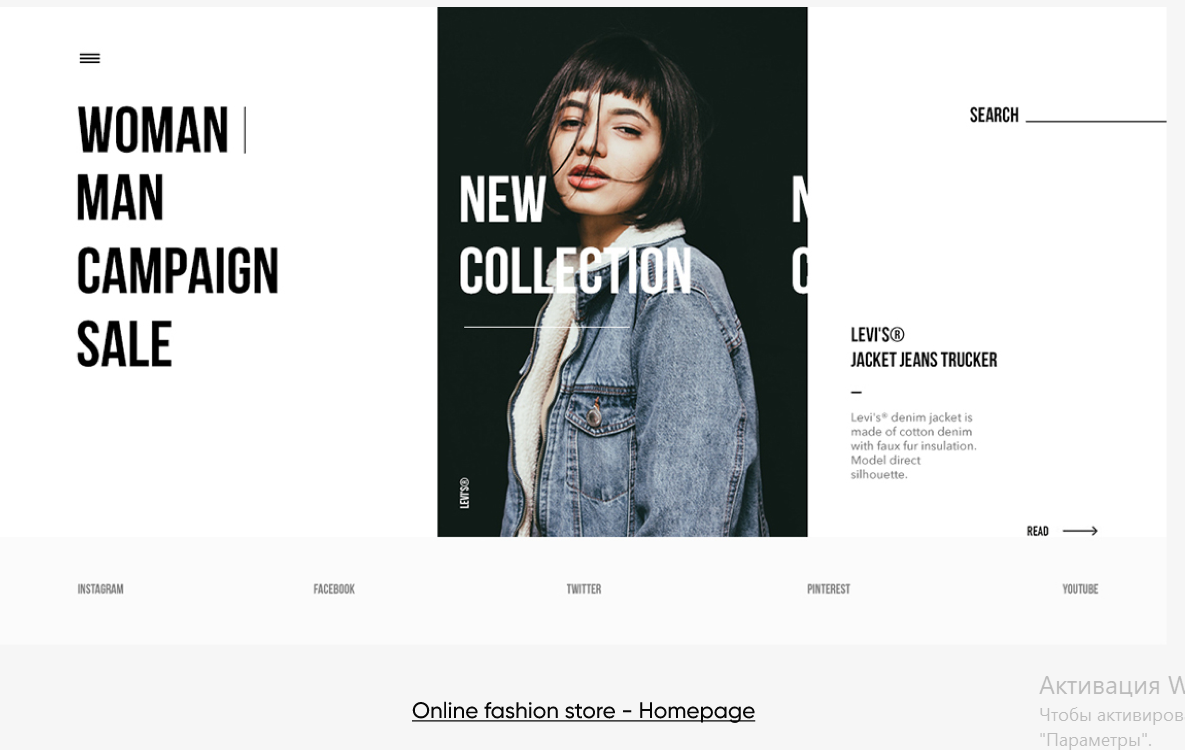 WOMAN
MAN
CAMPAIGN
SALE
NEW
COLLECTION
LEVI'S®
N
C
SEARCH
LEVI'S®
JACKET JEANS TRUCKER
Levi's® denim jacket is
made of cotton denim
with faux fur insulation.
Model direct
silhouette.
READ
INSTAGRAM
FACEBOOK
TWITTER
PINTEREST
YOUTUBE
Online fashion store - Homepage
Активация W
Чтобы активиров
"Параметры".